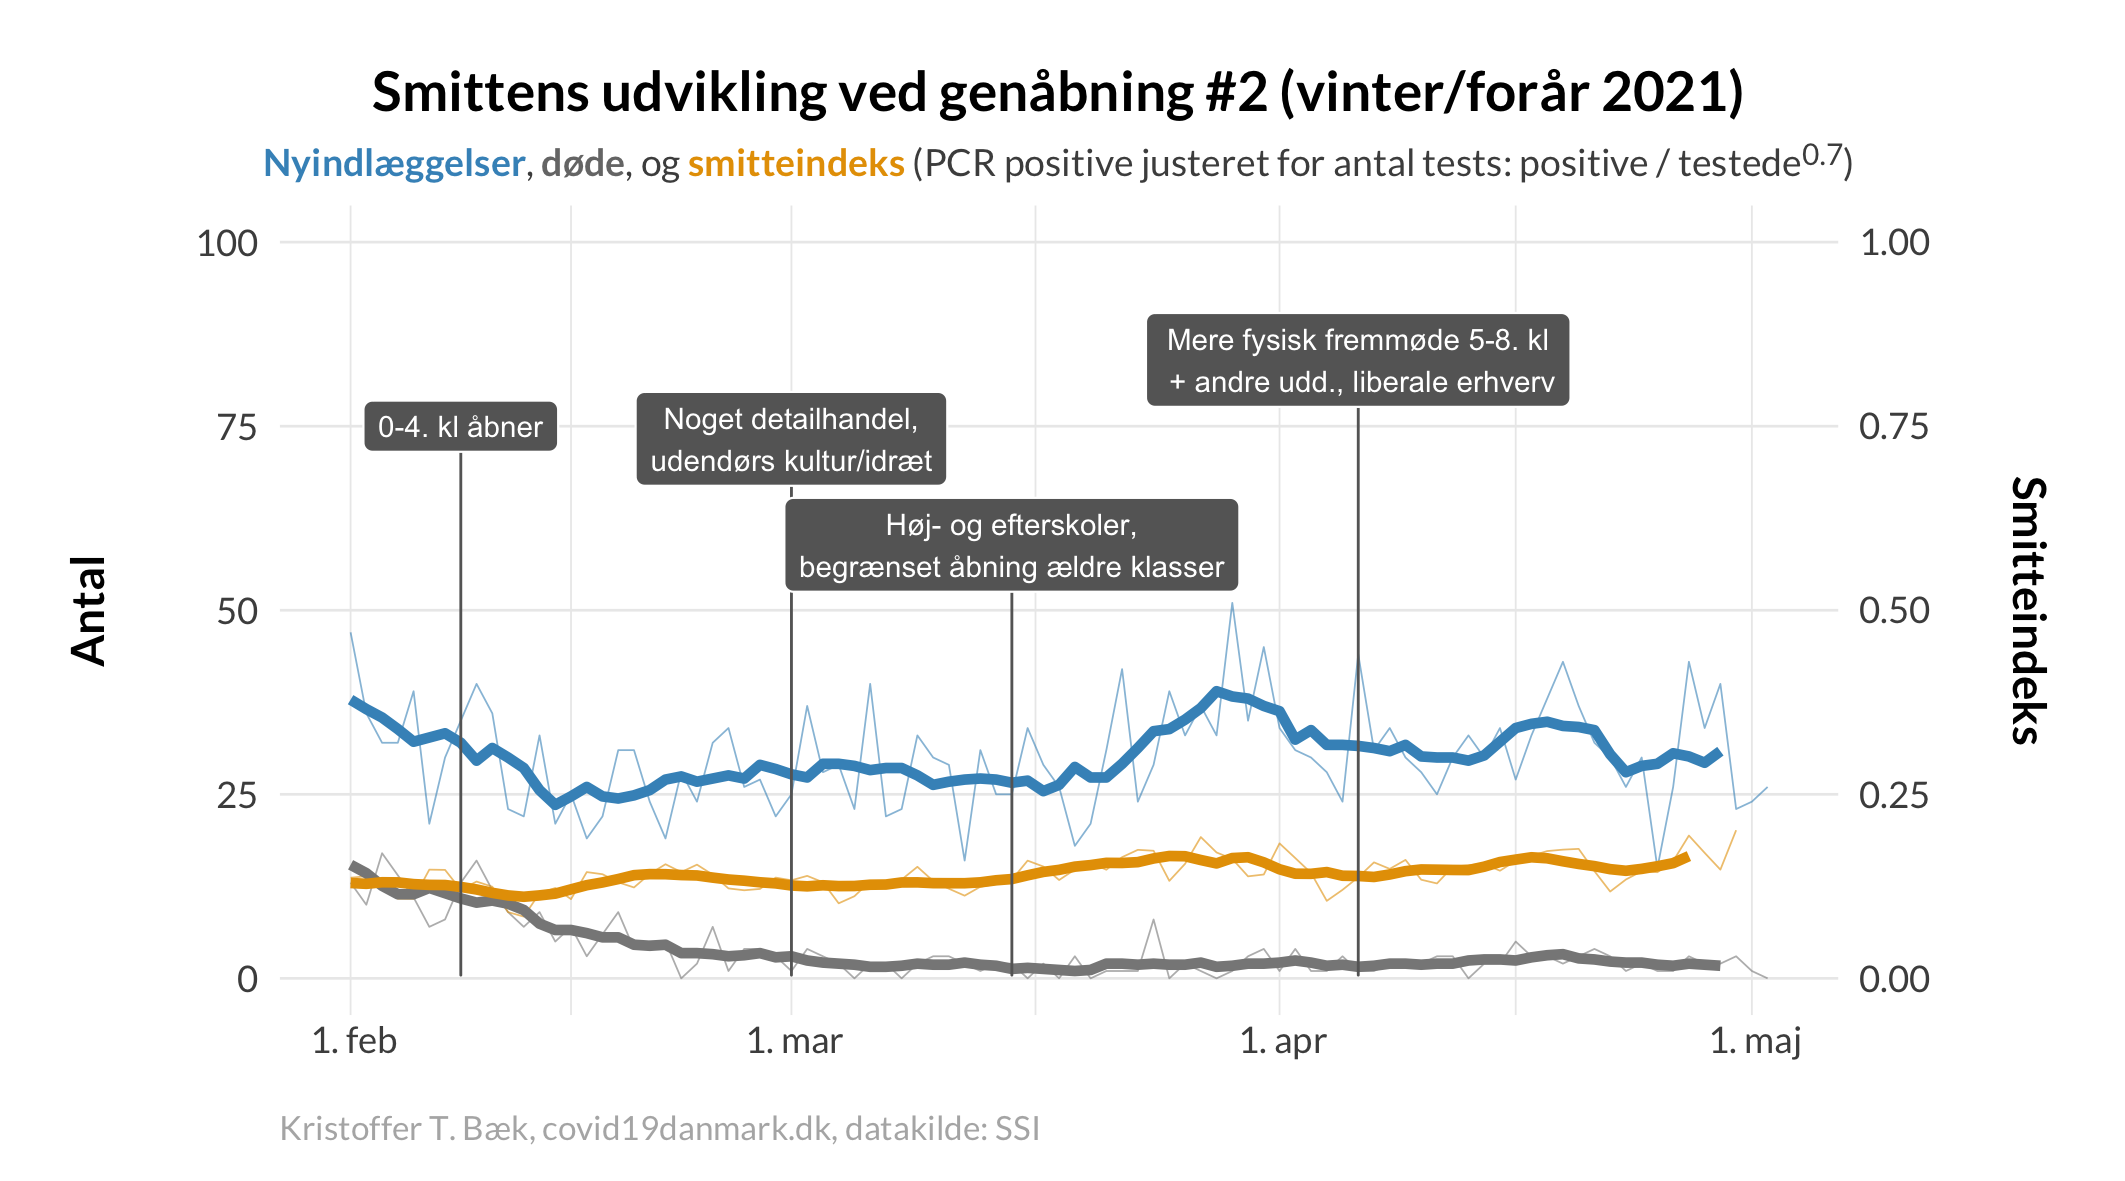 Smittens udvikling ved genåbning #2 (vinter/forår 2021)
Nyindlæggelser, døde, og smitteindeks (PCR positive justeret for antal tests: positive / testede^0.7)
100
75
50
25
0
Antal
1.00
0.75
0.50
0.25
0.00
Smitteindeks
0-4. kl åbner
Noget detailhandel,
udendørs kultur/idræt
Høj- og efterskoler,
begrænset åbning ældre klasser
Mere fysisk fremmøde 5-8. kl
+ andre udd., liberale erhverv
1. feb
1. mar
1. apr
1. maj
Kristoffer T. Bæk, covid19danmark.dk, datakilde: SSI